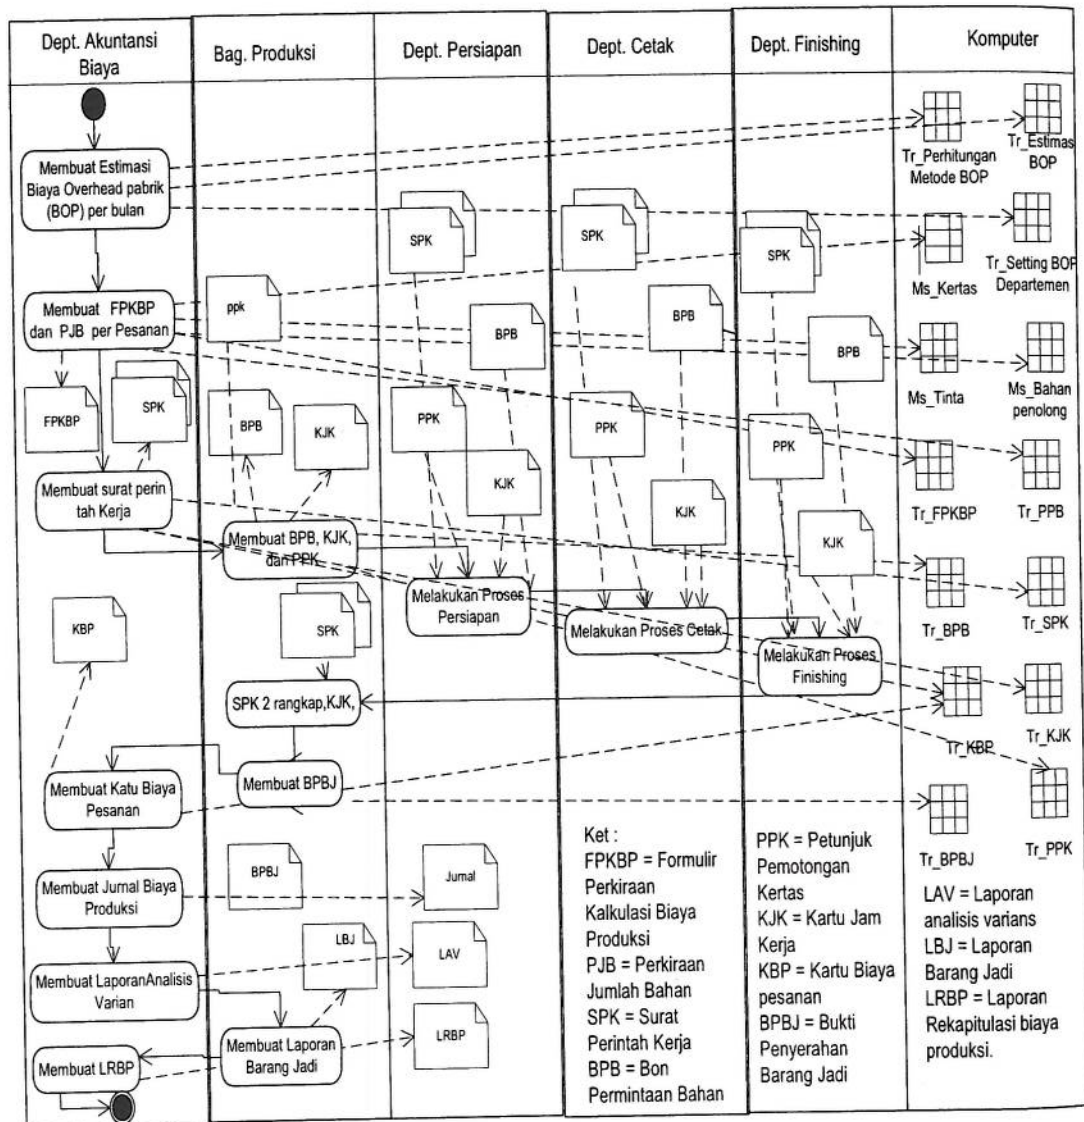 Dept. Akuntansi
Biaya
Bag. Produksi
Dept. Persiapan
Dept. Cetak
Dept. Finishing
Komputer
Membuat Estimasi
Biaya Overhead pabrik
(BOP) per bulan
Tr_Perhitungan
Metode BOP
Tr_Estimas
BOP
SPK
SPK
SPK
Ms_Kertas
Tr_Setting BOP
Departemen
Membuat FPKBP
dan PJB per Pesanan
ppk
BPB
BPB
BPB
Ms_Tinta
Ms_Bahan
penolong
FPKBP
SPK
BPB
KJK
PPK
PPK
PPK
KJK
KJK
KJK
Tr_FPKBP
Tr_PPB
Membuat surat perin
tah Kerja
Membuat BPB, KJK,
dan PPK
Melakukan Proses
Persiapan
Melakukan Proses Cetak
Melakukan Proses
Finishing
Tr_BPB
Tr_SPK
KBP
SPK
SPK 2 rangkap,KJK,
Tr_KBP
Tr_KJK
Membuat Katu Biaya
Pesanan
Membuat BPBJ
Tr_BPBJ
Tr_PPK
Membuat Jurnal Biaya
Produksi
BPBJ
Jurnal
Membuat LaporanAnalisis
Varian
LBJ
LAV
Membuat LRBP
Membuat Laporan
Barang Jadi
LRBP
Ket :
FPKBP = Formulir
Perkiraan
Kalkulasi Biaya
Produksi
PJB = Perkiraan
Jumlah Bahan
SPK = Surat
Perintah Kerja
BPB = Bon
Permintaan Bahan
PPK = Petunjuk
Pemotongan
Kertas
KJK = Kartu Jam
Kerja
KBP = Kartu Biaya
pesanan
BPBJ = Bukti
Penyerahan
Barang Jadi
LAV = Laporan
analisis varians
LBJ = Laporan
Barang Jadi
LRBP = Laporan
Rekapitulasi biaya
produksi.